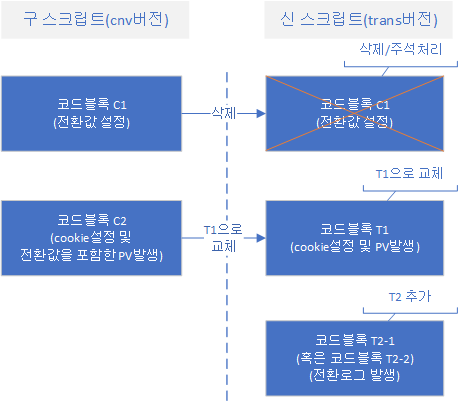 구 스크립트(cnv버전)
신 스크립트(trans버전)
삭제/주석처리
코드블록 C1
(전환값 설정)
삭제
코드블록 C1
(전환값 설정)
T1으로 교체
코드블록 C2
(cookie설정 및
전환값을 포함한 PV발생)
T1으로
교체
코드블록 T1
(cookie설정 및 PV발생)
T2 추가
코드블록 T2-1
(혹은 코드블록 T2-2)
(전환로그 발생)